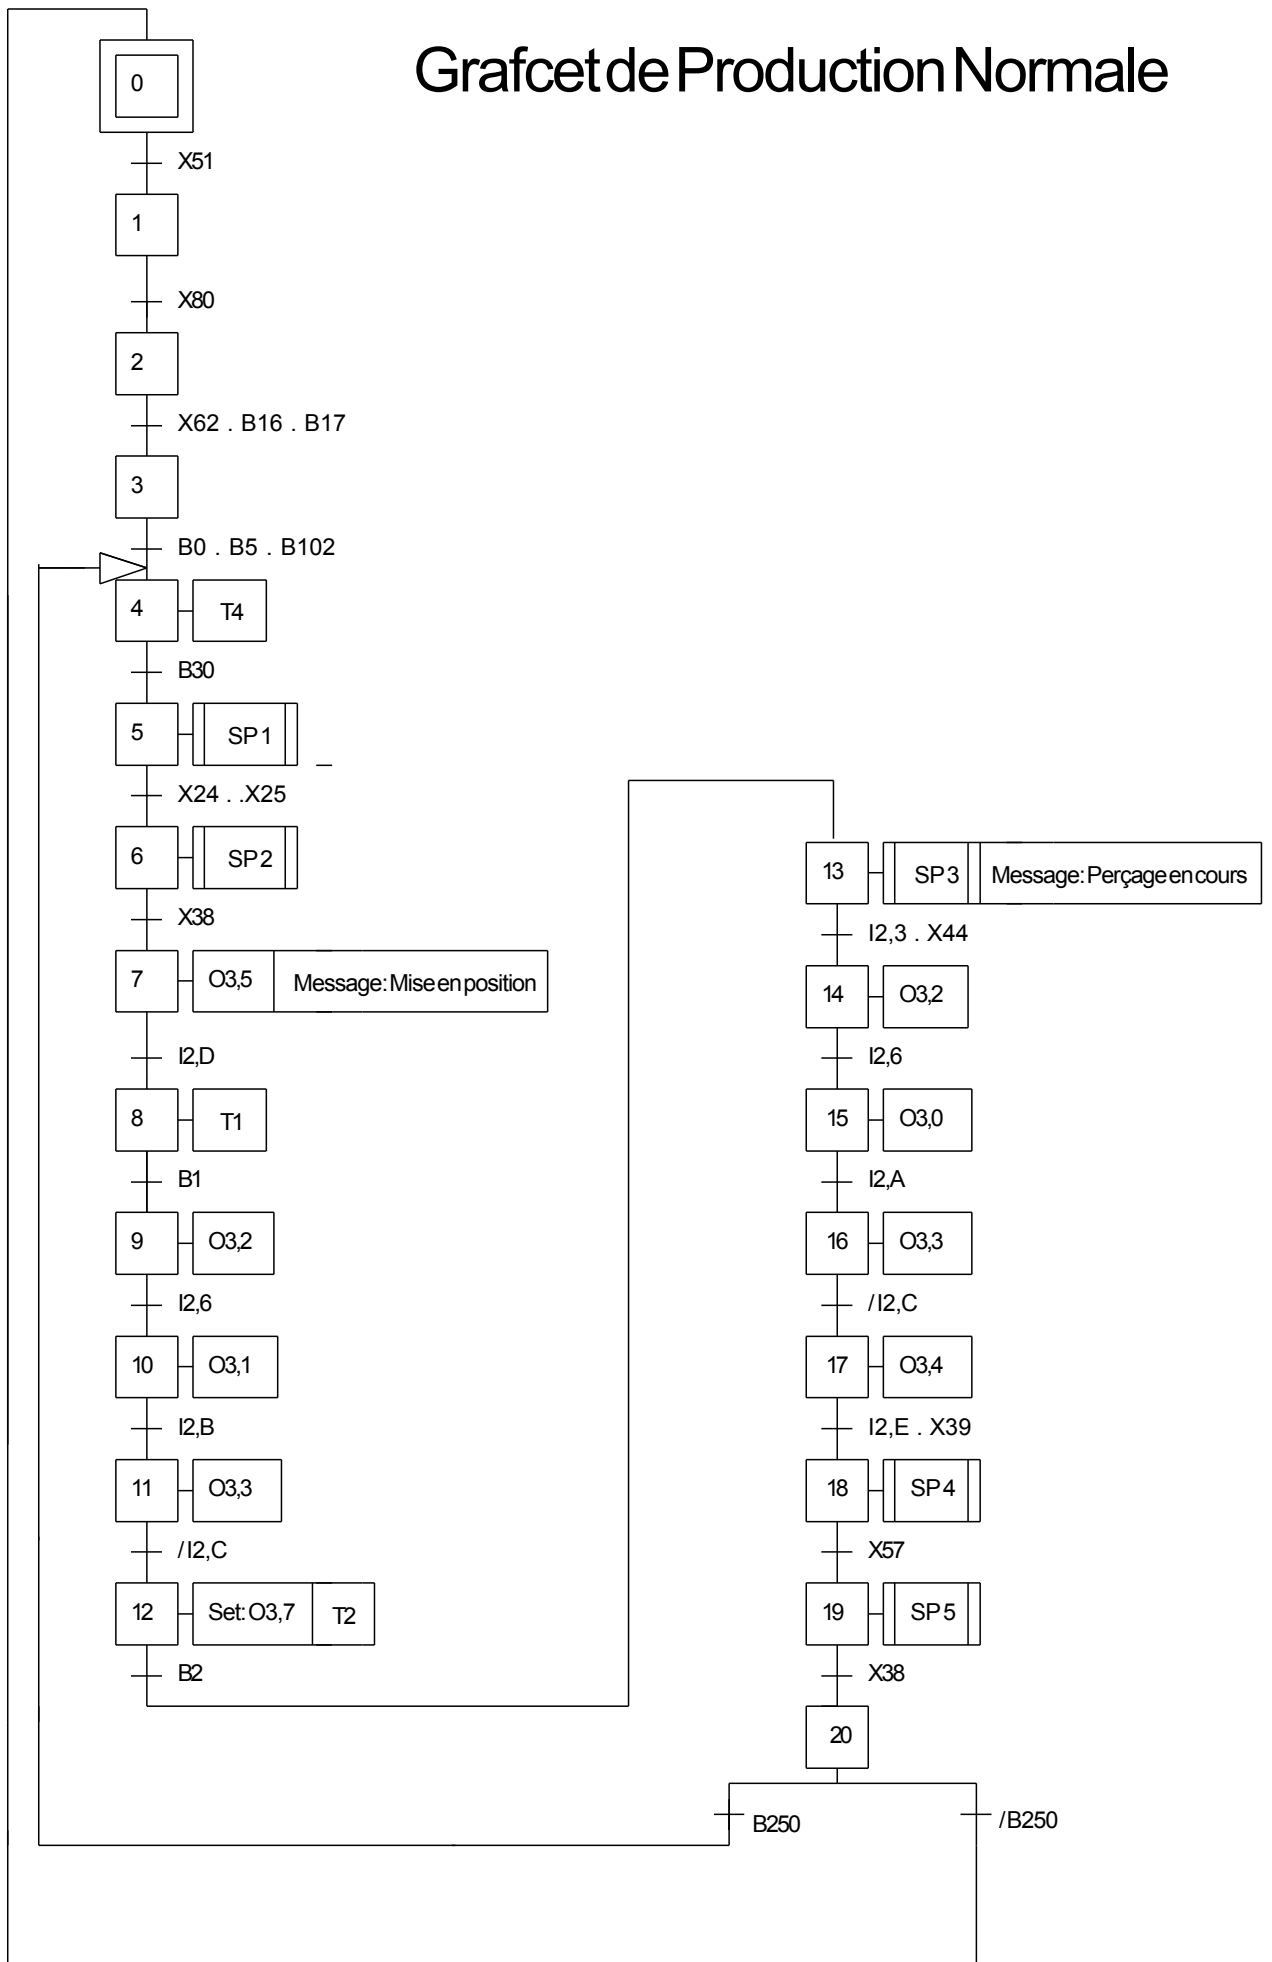 Grafcet de Production Normale
0
X51
1
X80
2
X62 . B16 . B17
3
B0 . B5 . B102
4 T4
B30
5 SP1
X24 . .X25
6 SP2
X38
7 O3,5 Message: Mise en position
I2,D
8 T1
B1
9 O3,2
I2,6
10 O3,1
I2,B
11 O3,3
/I2,C
12 Set: O3,7 T2
B2
13 SP3 Message: Perçage en cours
I2,3 . X44
14 O3,2
I2,6
15 O3,0
I2,A
16 O3,3
/I2,C
17 O3,4
I2,E . X39
18 SP4
X57
19 SP5
X38
20
B250 /B250